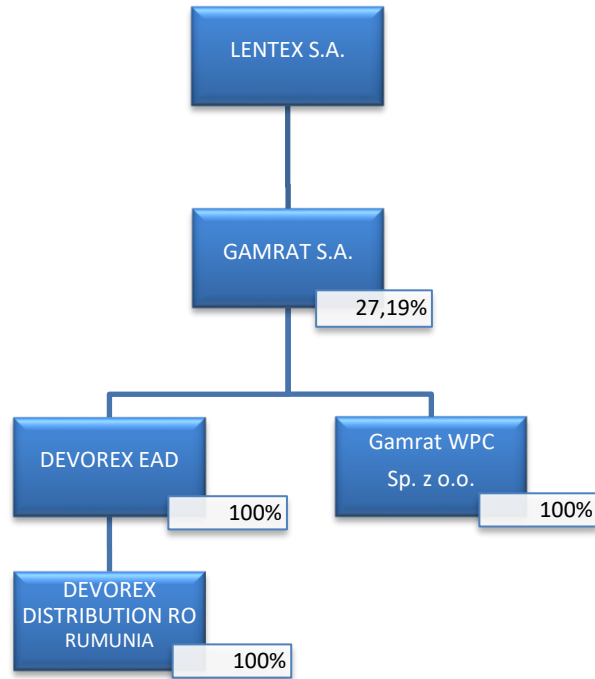 LENTEX S.A.
GAMRAT S.A.
27,19%
DEVOREX EAD
100%
Gamrat WPC
Sp. z o.o.
100%
DEVOREX
DISTRIBUTION RO
RUMUNIA
100%